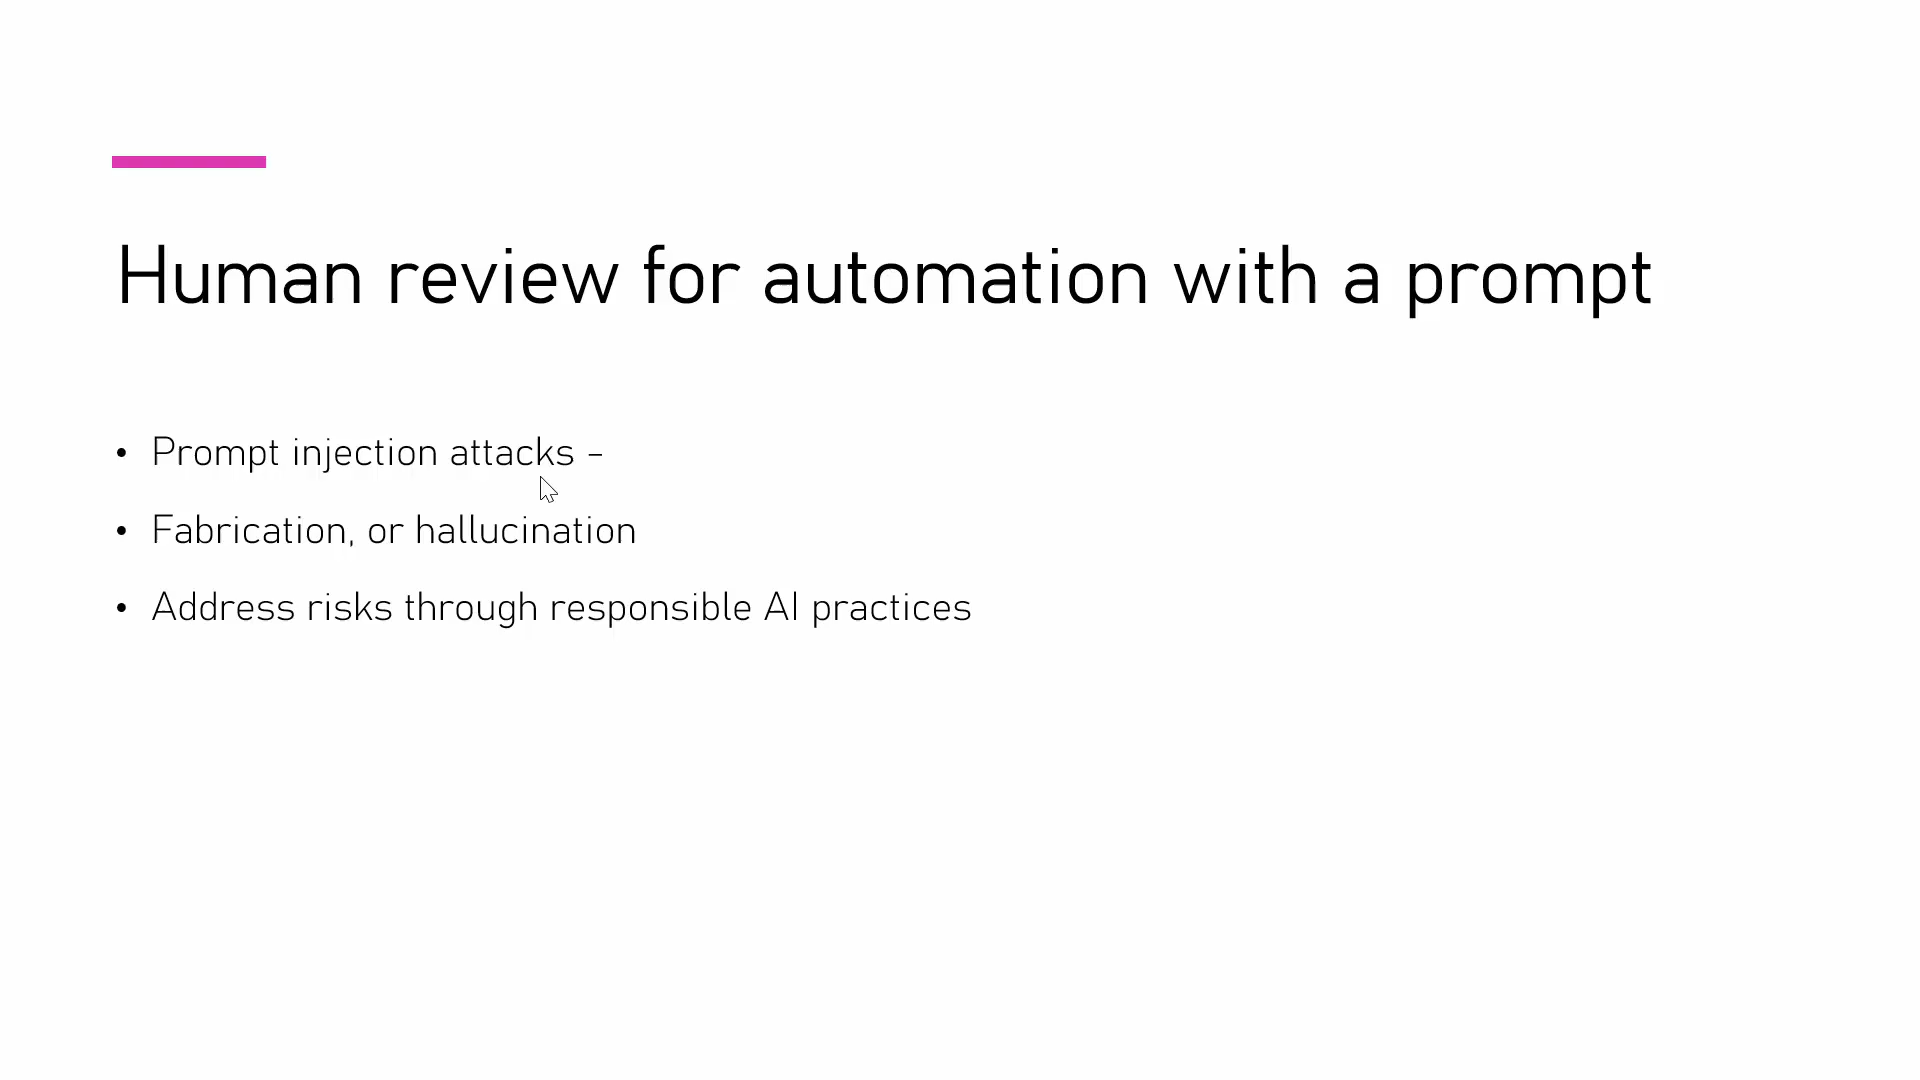 Human review for automation with a prompt
• Prompt injection attacks –
• Fabrication, or hallucination
• Address risks through responsible AI practices